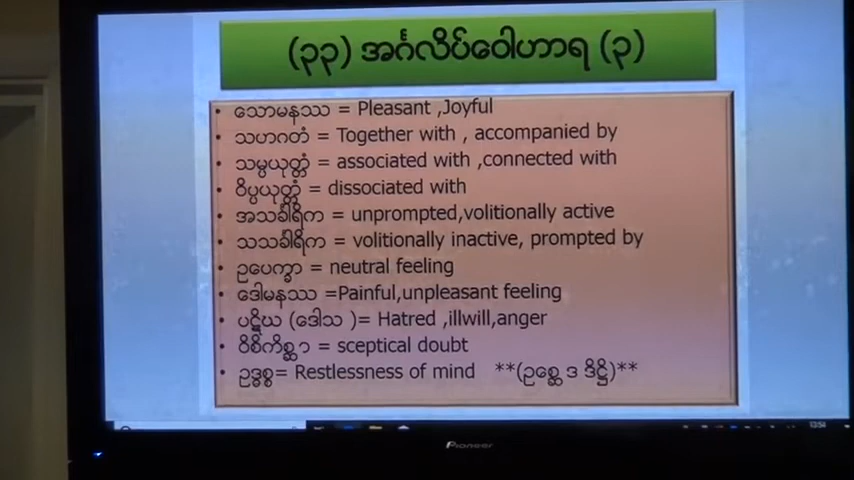 (၃၃) အင်္ဂလိပ်ဝေါဟာရ (၃)
• သောမနဿ = Pleasant ,Joyful
• သဟဂတံ = Together with , accompanied by
• သမ္ပယုတ္တံ = associated with ,connected with
• ဝိပ္ပယုတ္တံ = dissociated with
• အသင်္ခါရိက = unprompted,volitionally active
• သသင်္ခါရိက = volitionally inactive, prompted by
• ဥပေက္ခာ = neutral feeling
• ဒေါမနဿ =Painful,unpleasant feeling
• ပဋိဃ (ဒေါသ )= Hatred ,illwill,anger
• ဝိစိကိစ္ဆာ = sceptical doubt
• ဥဒ္ဓစ္စ= Restlessness of mind **(ဥစ္ဆေဒ ဒိဋ္ဌိ)**
13:54
Pioneer